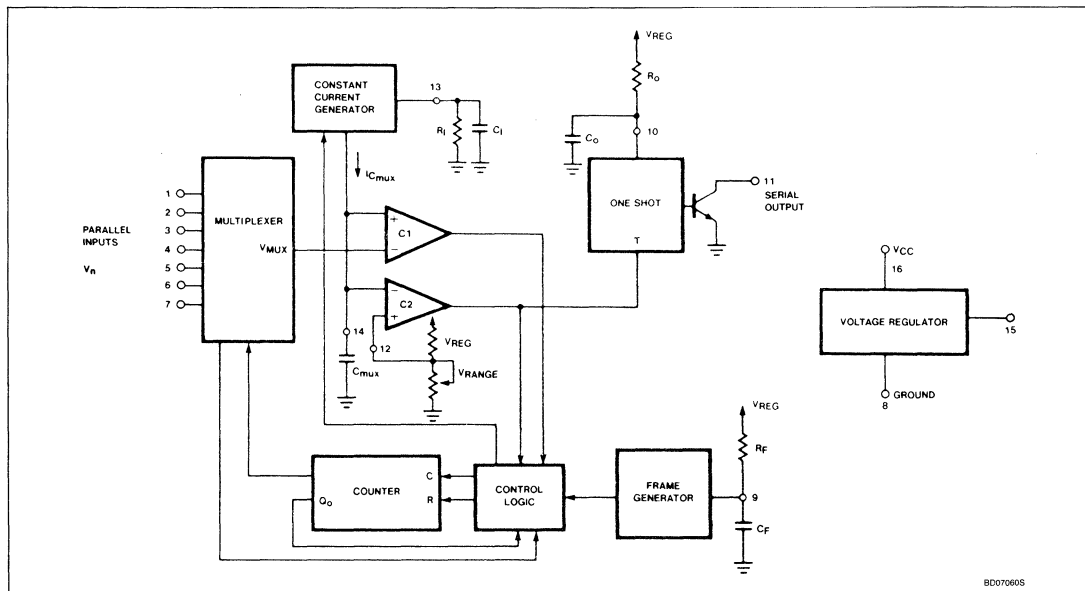 VREG
RO
CONSTANT
CURRENT
GENERATOR
13
RI
CI
CO
10
ICmux
ONE SHOT
11
SERIAL
OUTPUT
T
MULTIPLEXER
VMUX
PARALLEL
INPUTS
Vn
1
2
3
4
5
6
7
+
C1
−
−
C2
+
14
12
Cmux
VREG
VRANGE
VCC
16
VOLTAGE REGULATOR
15
8
GROUND
VREG
RF
9
CF
FRAME
GENERATOR
CONTROL
LOGIC
C
R
COUNTER
QO
BD07060S